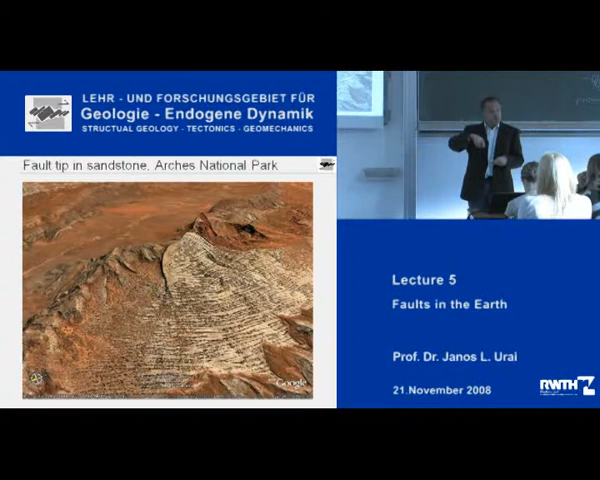 LEHR - UND FORSCHUNGSGEBIET FÜR
Geologie - Endogene Dynamik
STRUCTUAL GEOLOGY - TECTONICS - GEOMECHANICS
Fault tip in sandstone, Arches National Park
Google
Lecture 5
Faults in the Earth
Prof. Dr. Janos L. Urai
21.November 2008
RWTH